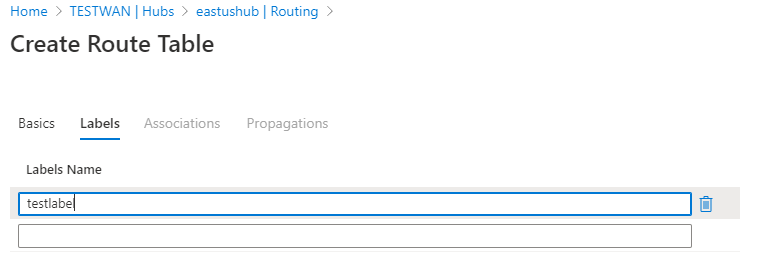 Home > TESTWAN | Hubs > eastushub | Routing >
Create Route Table
Basics Labels Associations Propagations
Labels Name
testlabel